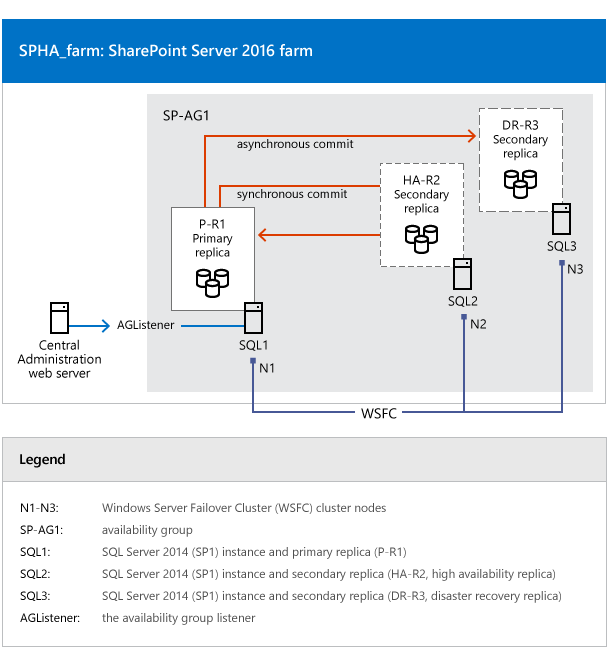 SPHA_farm: SharePoint Server 2016 farm
SP-AG1
DR-R3
Secondary
replica
asynchronous commit
HA-R2
Secondary
replica
synchronous commit
P-R1
Primary
replica
SQL3
N3
SQL2
N2
AGListener
SQL1
N1
Central
Administration
web server
WSFC
Legend
N1-N3: Windows Server Failover Cluster (WSFC) cluster nodes
SP-AG1: availability group
SQL1: SQL Server 2014 (SP1) instance and primary replica (P-R1)
SQL2: SQL Server 2014 (SP1) instance and secondary replica (HA-R2, high availability replica)
SQL3: SQL Server 2014 (SP1) instance and secondary replica (DR-R3, disaster recovery replica)
AGListener: the availability group listener